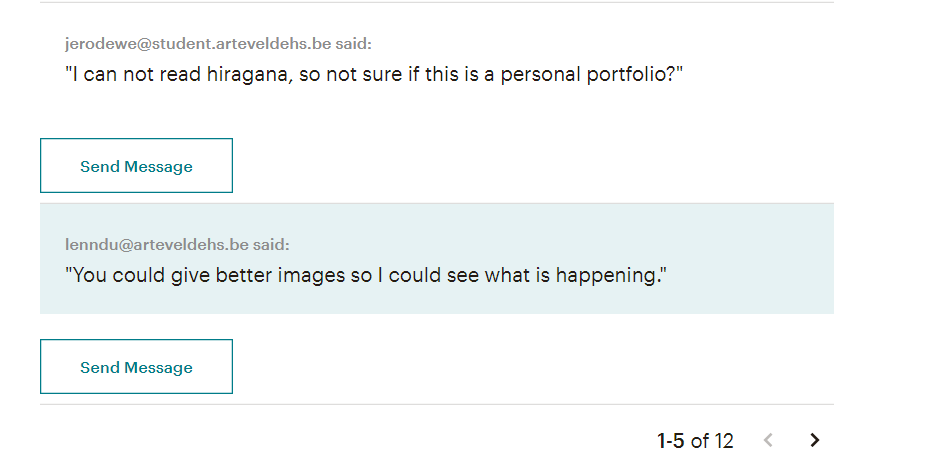 jerodewe@student.arteveldehs.be said:
"I can not read hiragana, so not sure if this is a personal portfolio?"
Send Message
lenndu@arteveldehs.be said:
"You could give better images so I could see what is happening."
Send Message
1-5 of 12